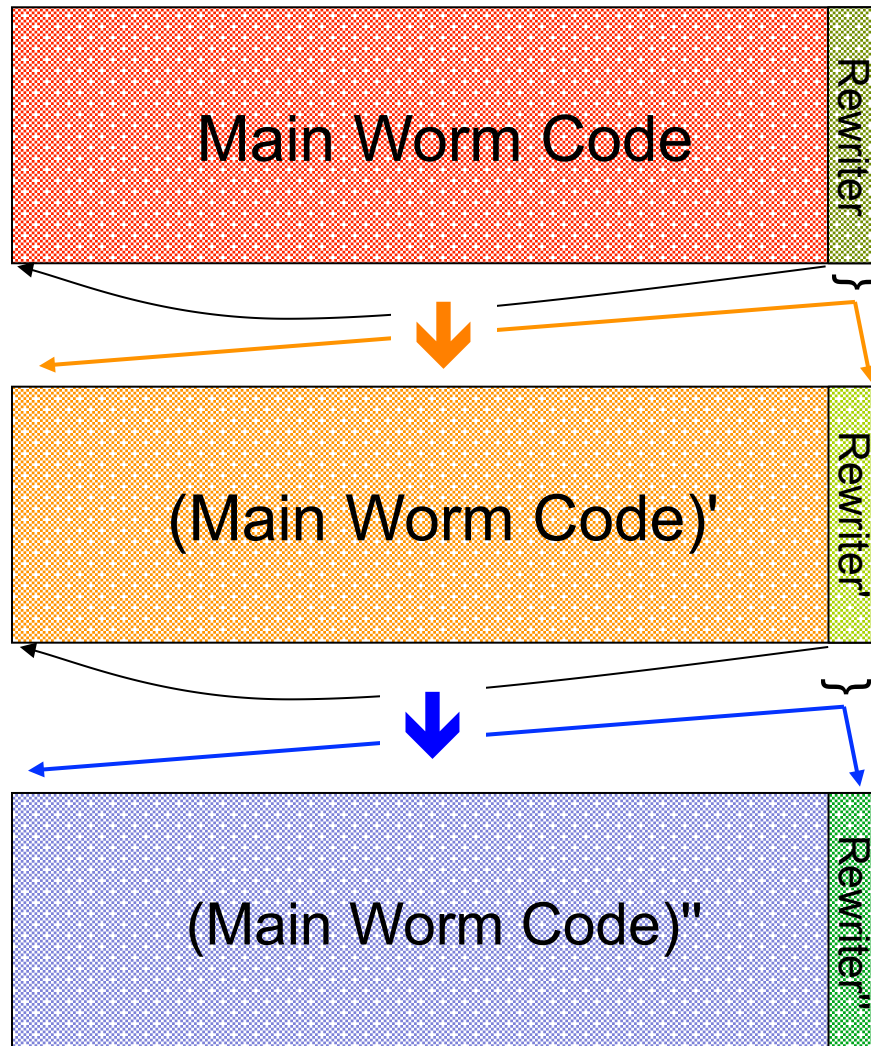 Main Worm Code
Rewriter
(Main Worm Code)'
Rewriter'
(Main Worm Code)"
Rewriter"